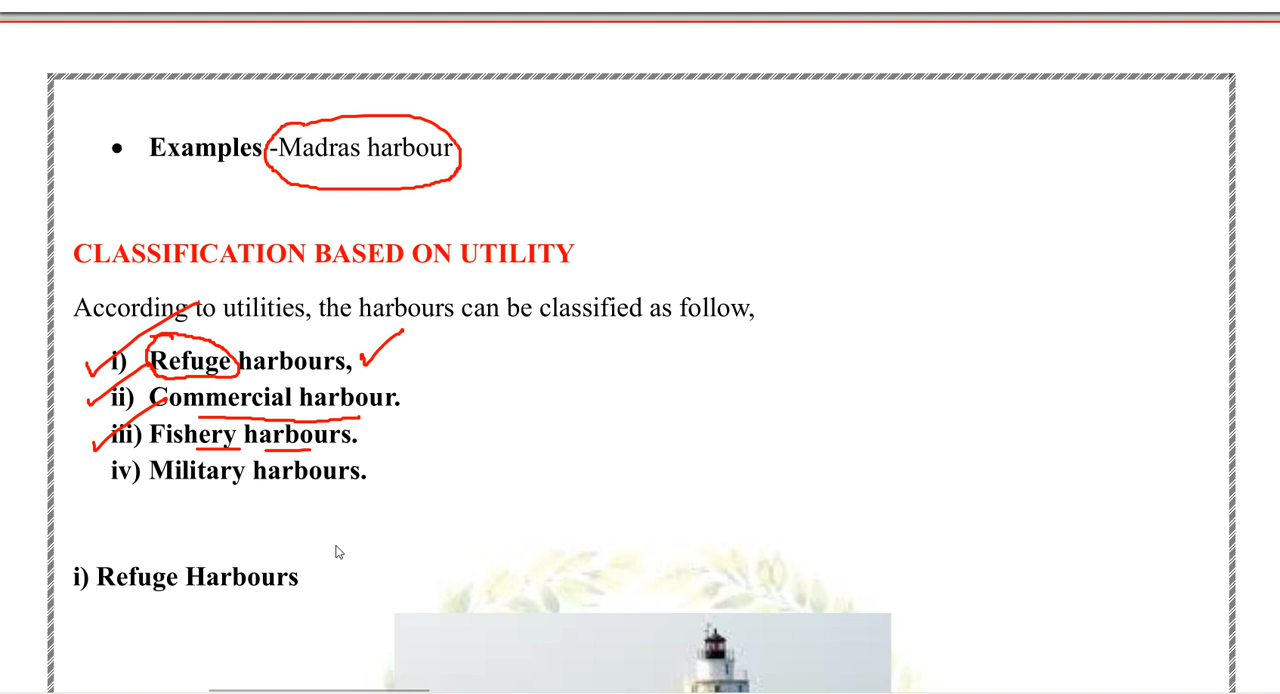 • Examples -Madras harbour
CLASSIFICATION BASED ON UTILITY
According to utilities, the harbours can be classified as follow,
i) Refuge harbours,
ii) Commercial harbour.
iii) Fishery harbours.
iv) Military harbours.
i) Refuge Harbours